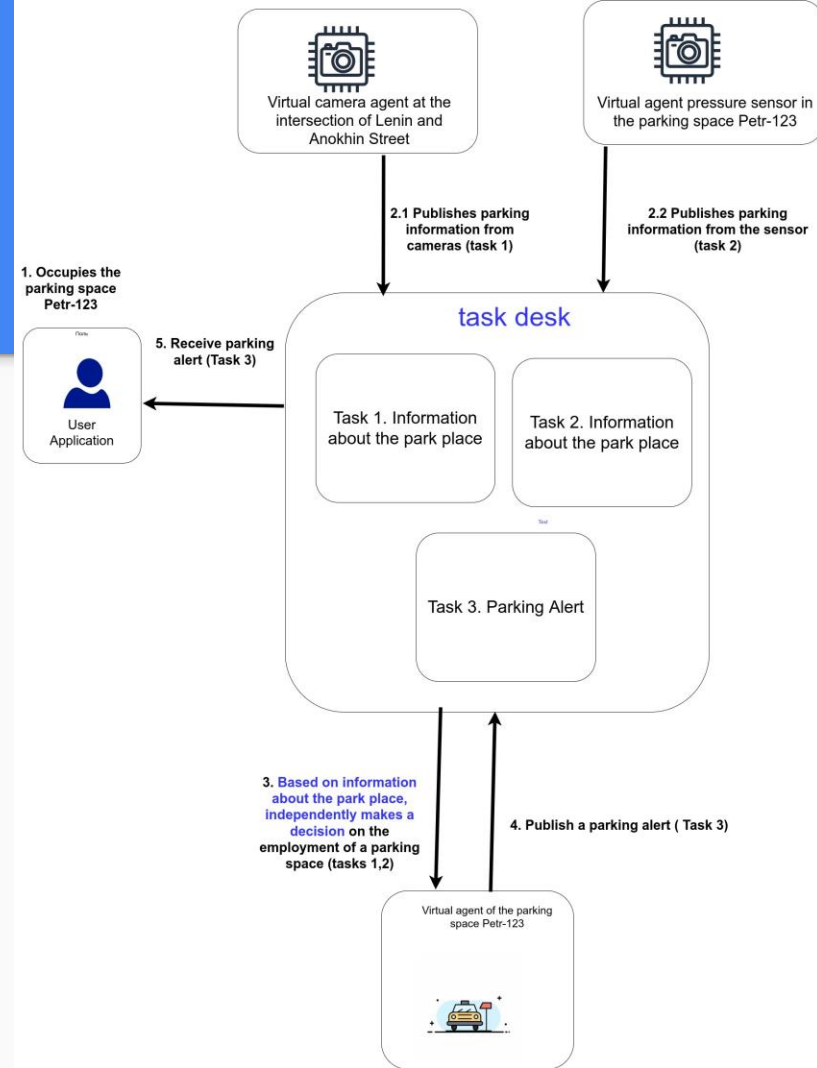 Virtual camera agent at the
intersection of Lenin and
Anokhin Street
Virtual agent pressure sensor in
the parking space Petr-123
2.1 Publishes parking
information from
cameras (task 1)
2.2 Publishes parking
information from the sensor
(task 2)
1. Occupies the
parking space
Petr-123
User
Application
5. Receive parking
alert (Task 3)
task desk
Task 1. Information
about the park place
Task 2. Information
about the park place
Text
Task 3. Parking Alert
3. Based on information
about the park place,
independently makes a
decision on the
employment of a parking
space (tasks 1,2)
4. Publish a parking alert ( Task 3)
Virtual agent of the parking
space Petr-123